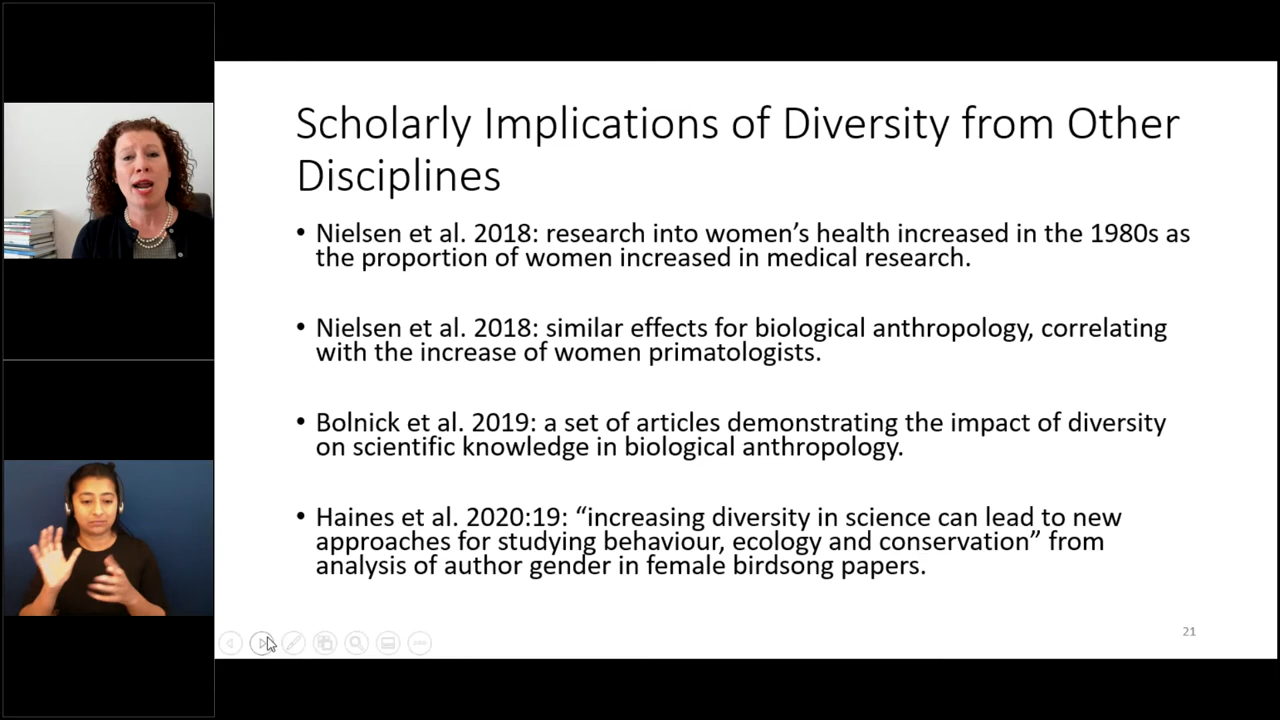 Scholarly Implications of Diversity from Other
Disciplines
• Nielsen et al. 2018: research into women’s health increased in the 1980s as
the proportion of women increased in medical research.
• Nielsen et al. 2018: similar effects for biological anthropology, correlating
with the increase of women primatologists.
• Bolnick et al. 2019: a set of articles demonstrating the impact of diversity
on scientific knowledge in biological anthropology.
• Haines et al. 2020:19: “increasing diversity in science can lead to new
approaches for studying behaviour, ecology and conservation” from
analysis of author gender in female birdsong papers.
21